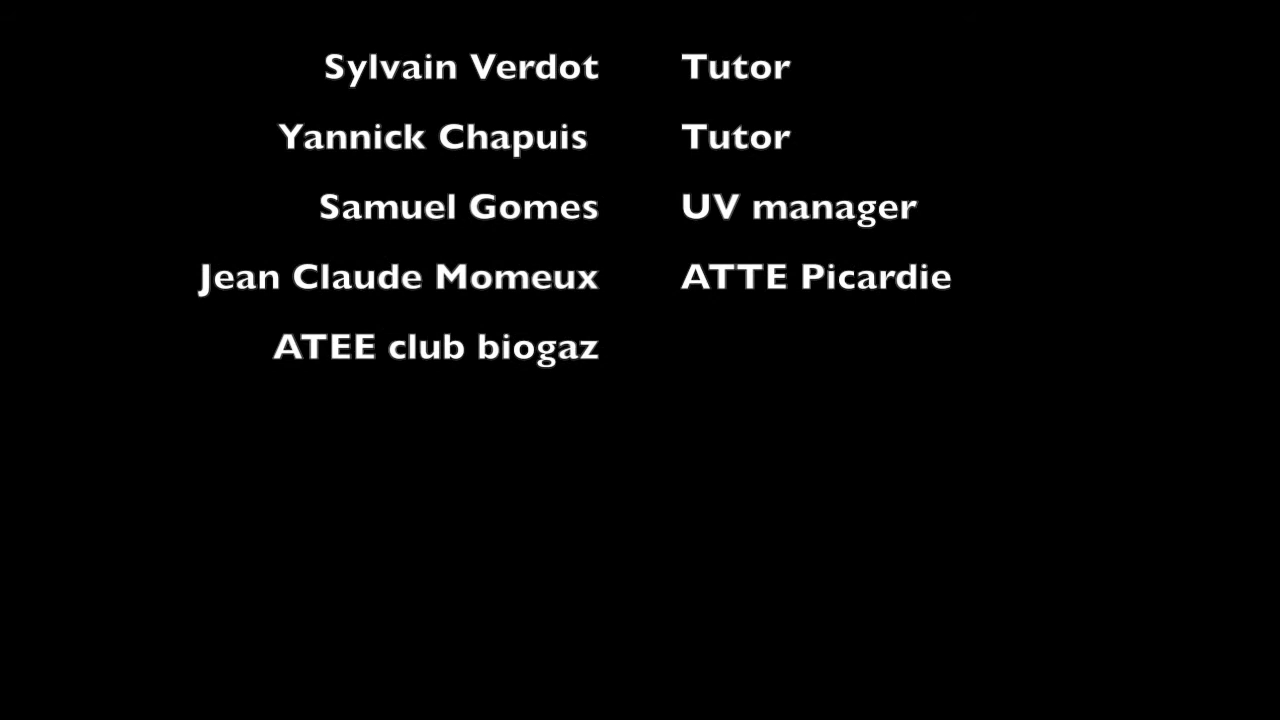 Sylvain Verdot Tutor
Yannick Chapuis Tutor
Samuel Gomes UV manager
Jean Claude Momeux ATTE Picardie
ATEE club biogaz